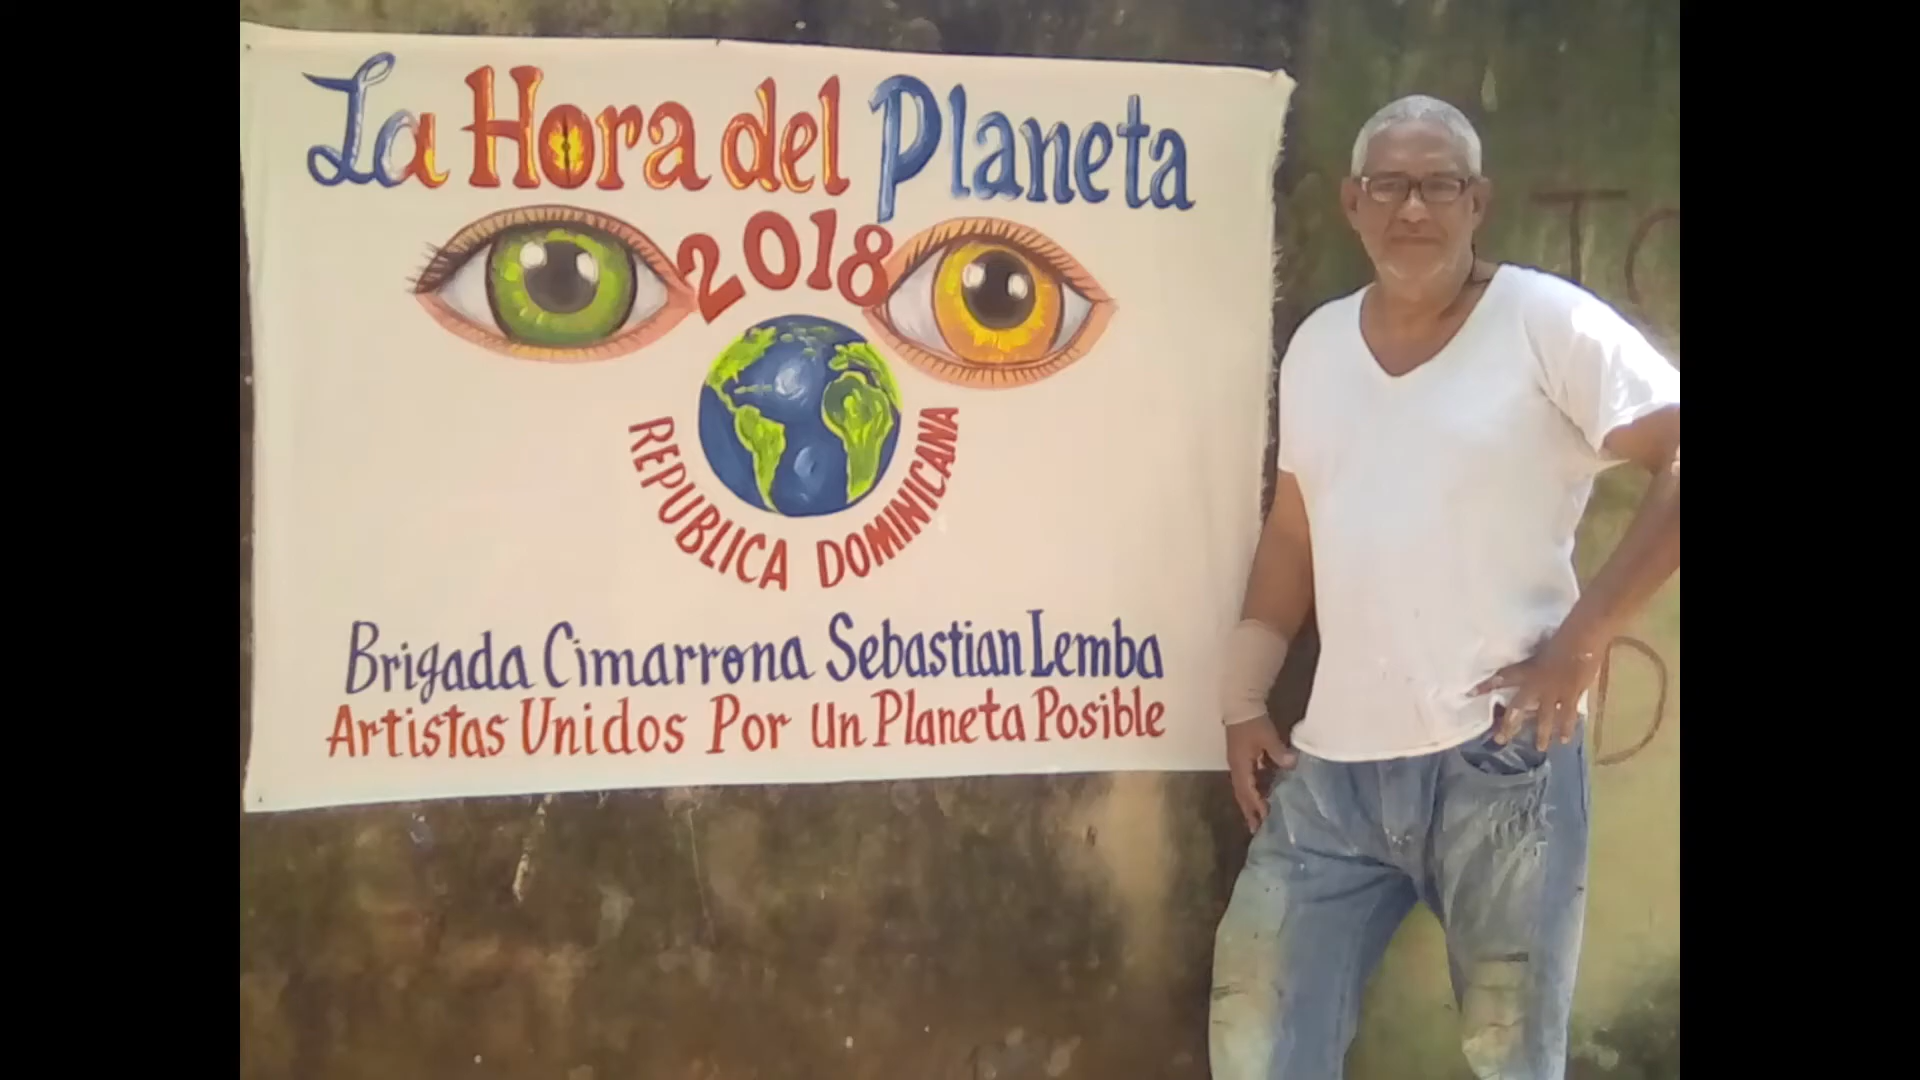 La Hora del Planeta
2018
REPUBLICA DOMINICANA
Brigada Cimarrona Sebastian Lemba
Artistas Unidos Por Un Planeta Posible